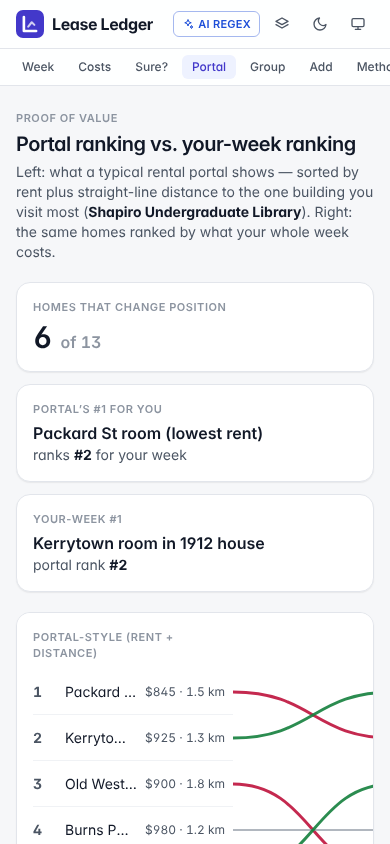 Lease Ledger
AI REGEX
Week Costs Sure? Portal Group Add Metho
PROOF OF VALUE
Portal ranking vs. your-week ranking
Left: what a typical rental portal shows — sorted by
rent plus straight-line distance to the one building you
visit most (Shapiro Undergraduate Library). Right:
the same homes ranked by what your whole week
costs.
HOMES THAT CHANGE POSITION
6 of 13
PORTAL'S #1 FOR YOU
Packard St room (lowest rent)
ranks #2 for your week
YOUR-WEEK #1
Kerrytown room in 1912 house
portal rank #2
PORTAL-STYLE (RENT +
DISTANCE)
1 Packard ... $845 · 1.5 km
2 Kerryto... $925 · 1.3 km
3 Old West... $900 · 1.8 km
4 Burns P... $980 · 1.2 km